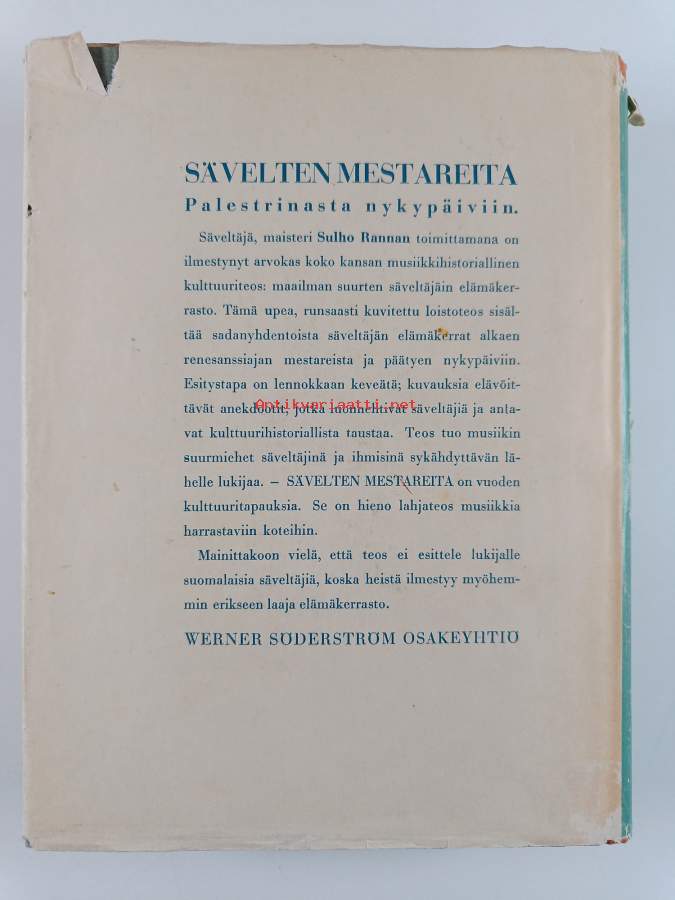 SÄVELTEN MESTAREITA
Palestrinasta nykypäiviin.
Säveltäjä, maisteri Sulho Rannan toimittamana on
ilmestynyt arvokas koko kansan musiikkihistoriallinen
kulttuuriteos: maailman suurten säveltäjäin elämäker-
rasto. Tämä upea, runsaasti kuvitettu loistoteos sisäl-
tää sadanyhdentoista säveltäjän elämäkerrat alkaen
renesanssiajan mestareista ja päätyen nykypäiviin.
Esitystapa on lennokkaan keveätä; kuvauksia elävöit-
Antikvariaatti.net
tävät anekdootit, jotka luonnehtivat säveltäjiä ja anta-
vat kulttuurihistoriallista taustaa. Teos tuo musiikin
suurmiehet säveltäjinä ja ihmisinä sykähdyttävän lä-
helle lukijaa. — SÄVELTEN MESTAREITA on vuoden
kulttuuritapauksia. Se on hieno lahjateos musiikkia
harrastaviin koteihin.
Mainittakoon vielä, että teos ei esittele lukijalle
suomalaisia säveltäjiä, koska heistä ilmestyy myöhem-
min erikseen laaja elämäkerrasto.
WERNER SÖDERSTRÖM OSAKEYHTIÖ